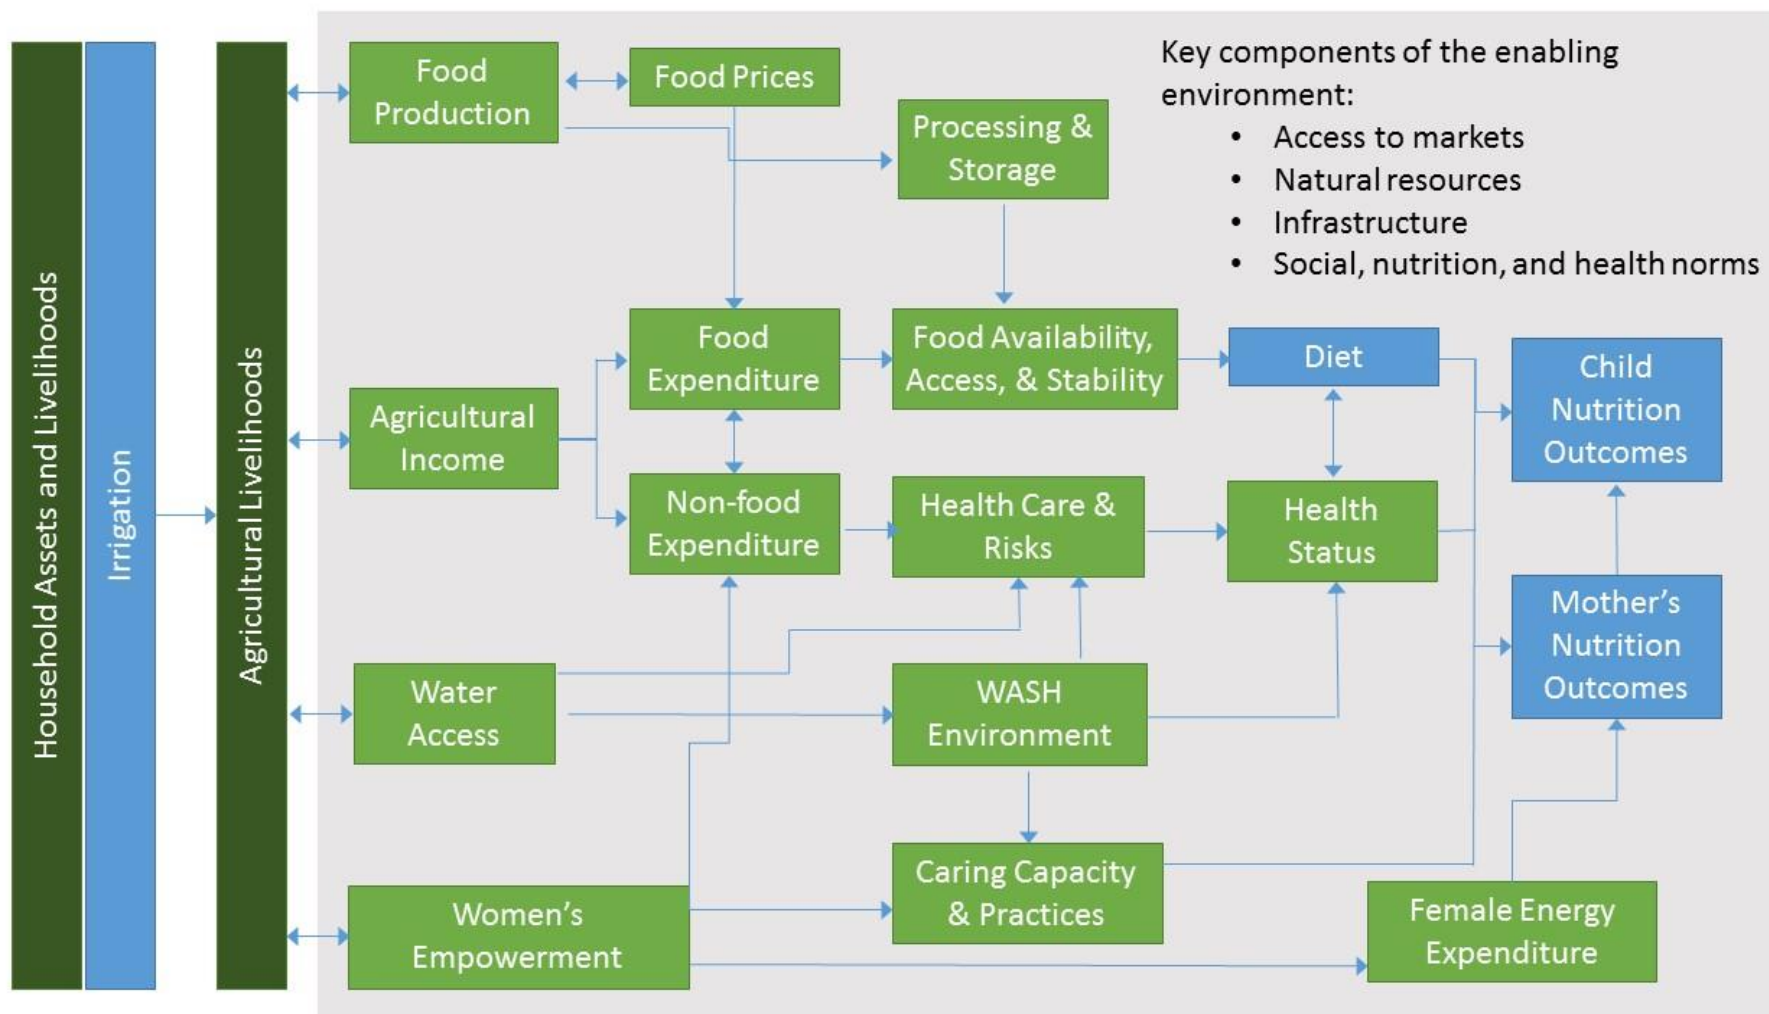 Household Assets and Livelihoods
Irrigation
Agricultural Livelihoods
Food
Production
Food Prices
Processing &
Storage
Key components of the enabling
environment:
• Access to markets
• Natural resources
• Infrastructure
• Social, nutrition, and health norms
Agricultural
Income
Food
Expenditure
Food Availability,
Access, & Stability
Diet
Child
Nutrition
Outcomes
Non-food
Expenditure
Health Care &
Risks
Health
Status
Mother’s
Nutrition
Outcomes
Water
Access
WASH
Environment
Women’s
Empowerment
Caring Capacity
& Practices
Female Energy
Expenditure